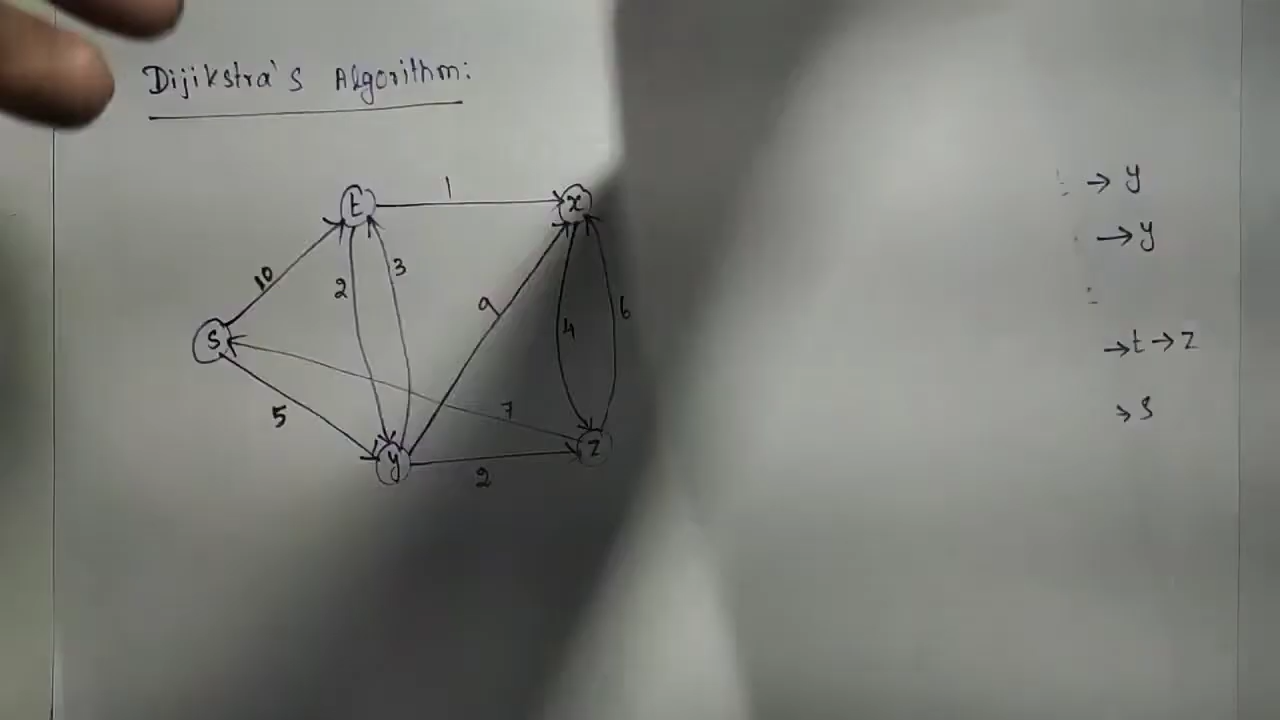 Dijikstra's Algorithm:
t 1 x
10 2 3 9 4 6
s
5 7
y 2 z
→ y
→ y
→ t → z
→ s